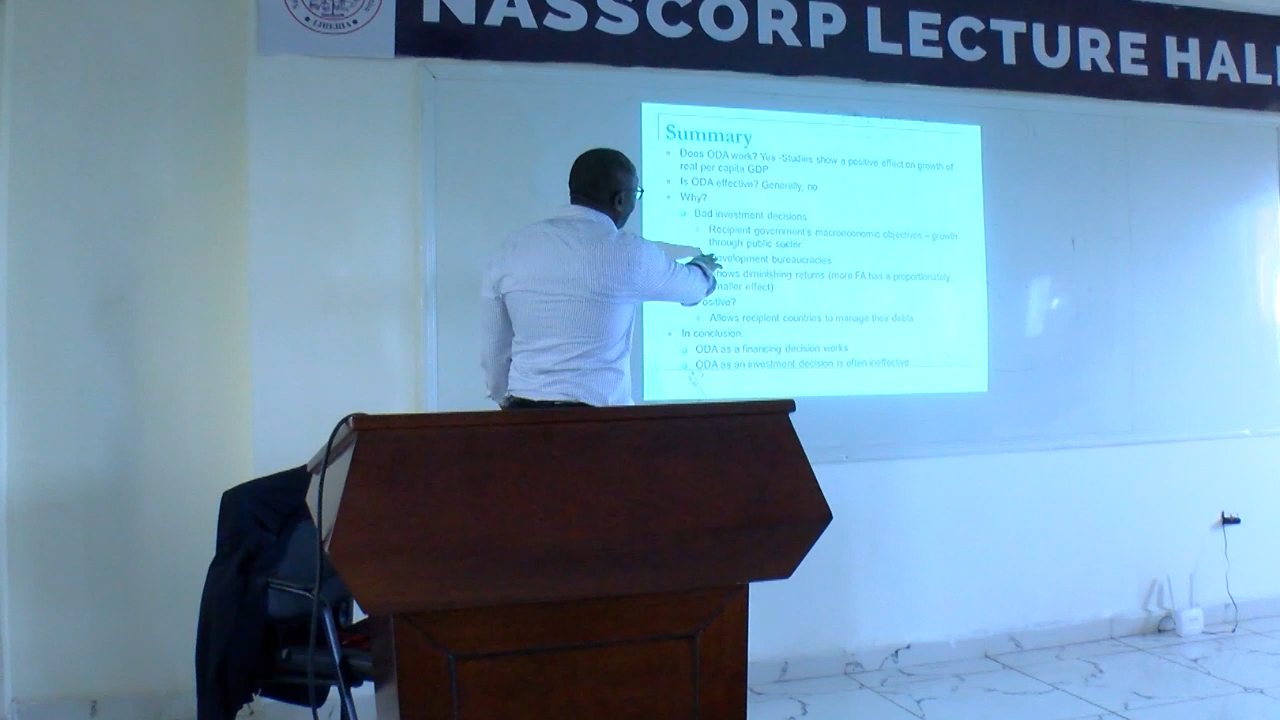 LIBERIA
NASSCORP LECTURE HALL
Summary
Does ODA work? Yes -Studies show a positive effect on growth of
real per capita GDP
Is ODA effective? Generally, no
Why?
Bad investment decisions
Recipient government's macroeconomic objectives – growth
through public sector
evelopment bureaucracies
hows diminishing returns (more FA has a proportionately
maller effect)
ositive?
Allows recipient countries to manage their debts
In conclusion..
ODA as a financing decision works
ODA as an investment decision is often ineffective